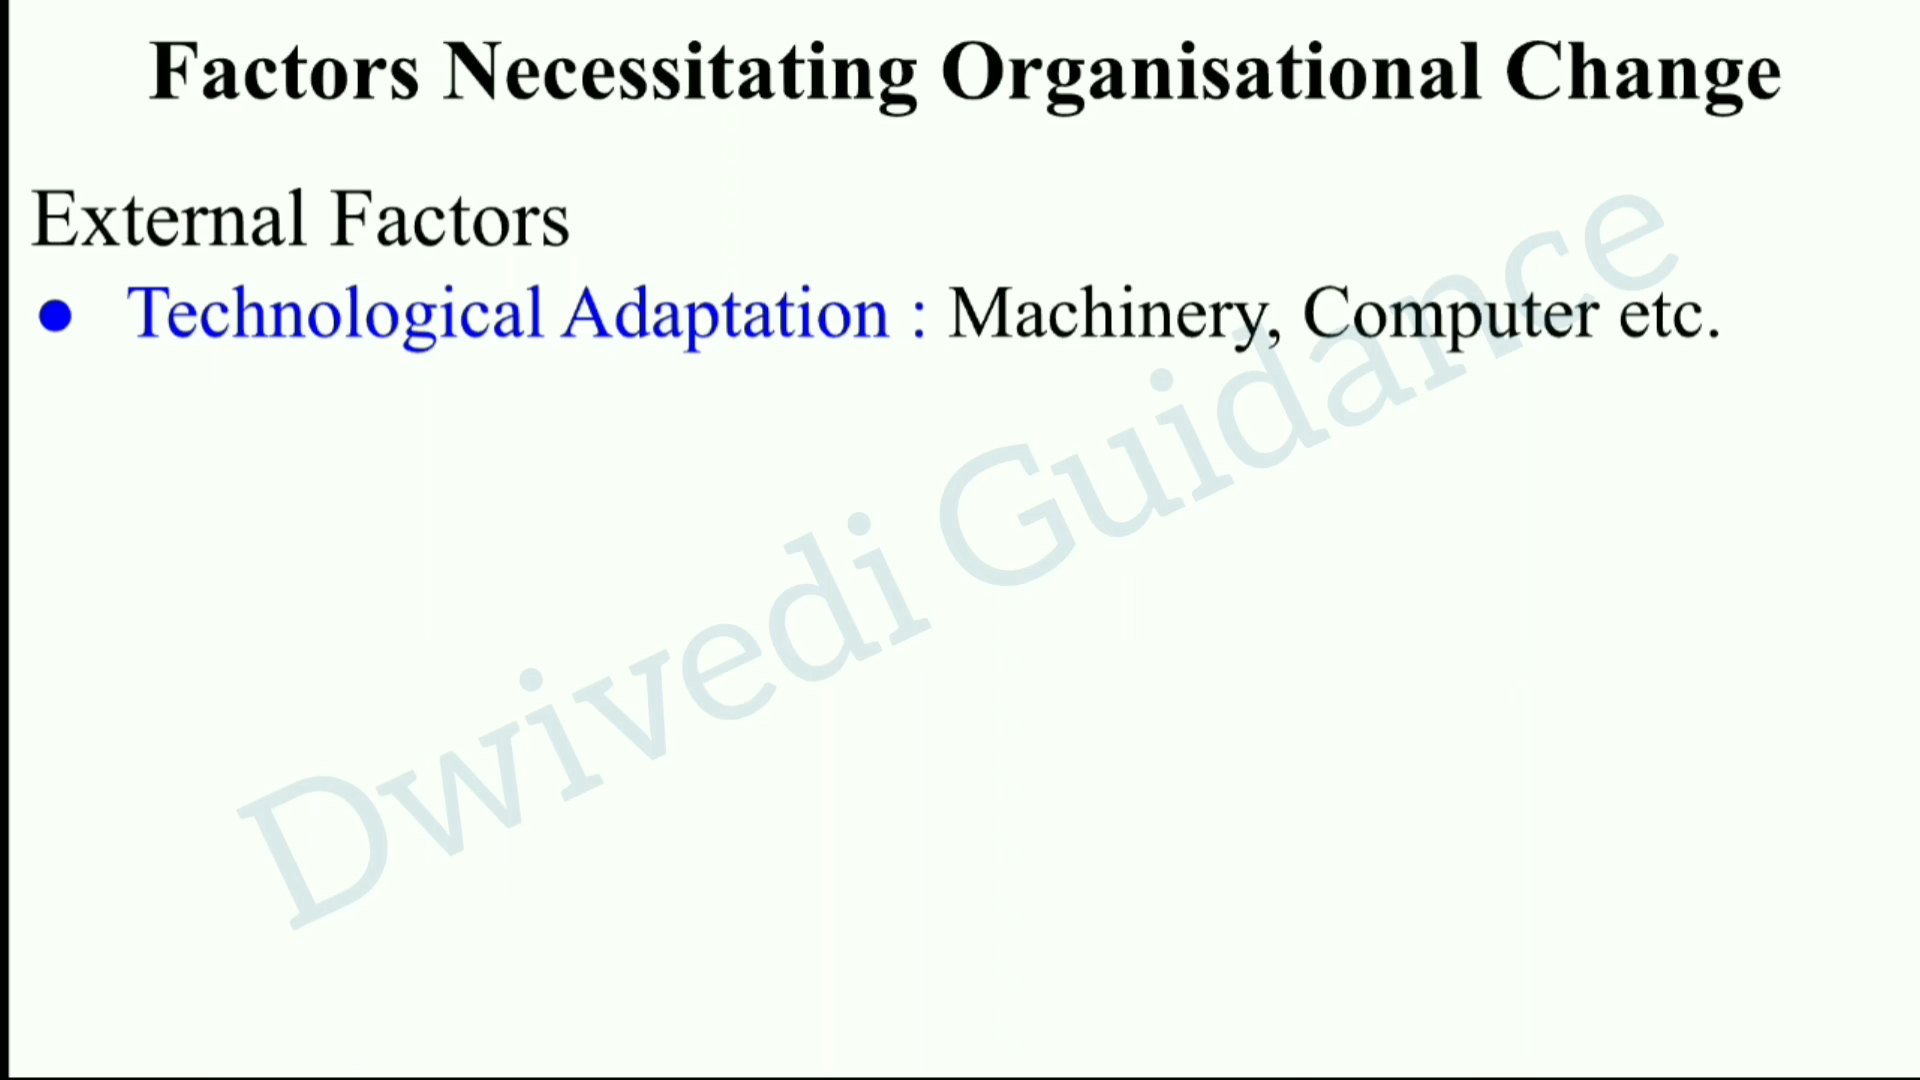 Factors Necessitating Organisational Change
External Factors
● Technological Adaptation : Machinery, Computer etc.
Dwivedi Guidance